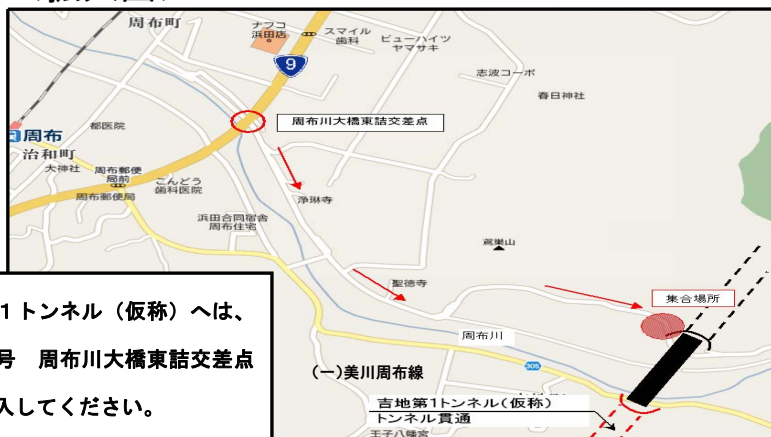 周布町
ナフコ
浜田店
スマイル
歯科
ビューハイツ
ヤマサキ
9
志波コーポ
春日神社
周布川大橋東詰交差点
都医院
周布
治和町
大神社
周布郵便
局前
周布郵便局
こんどう
歯科医院
浄琳寺
浜田合同宿舎
周布住宅
鳶巣山
聖徳寺
集合場所
周布川
1トンネル（仮称）へは、
号　周布川大橋東詰交差点
入してください。
(一)美川周布線
305
吉地第1トンネル(仮称)
トンネル貫通
王子八幡宮